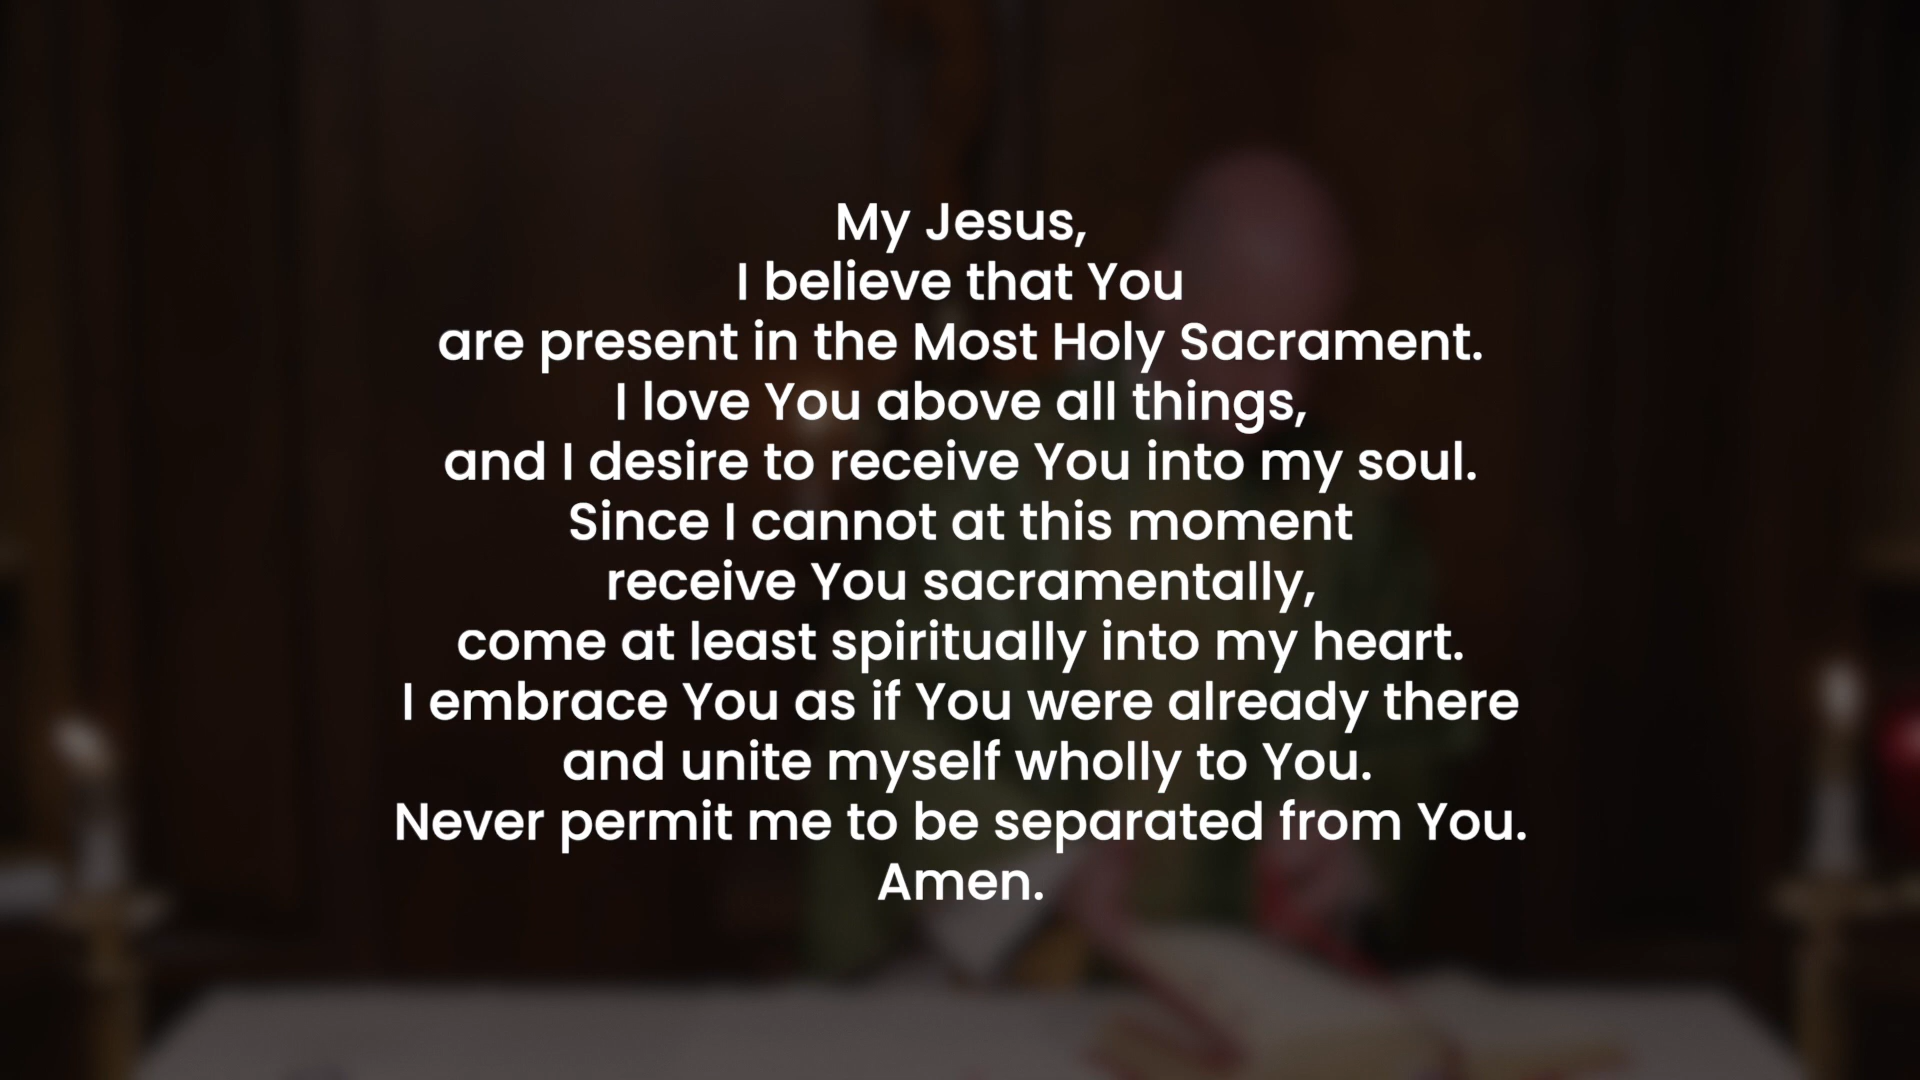 My Jesus,
I believe that You
are present in the Most Holy Sacrament.
I love You above all things,
and I desire to receive You into my soul.
Since I cannot at this moment
receive You sacramentally,
come at least spiritually into my heart.
I embrace You as if You were already there
and unite myself wholly to You.
Never permit me to be separated from You.
Amen.